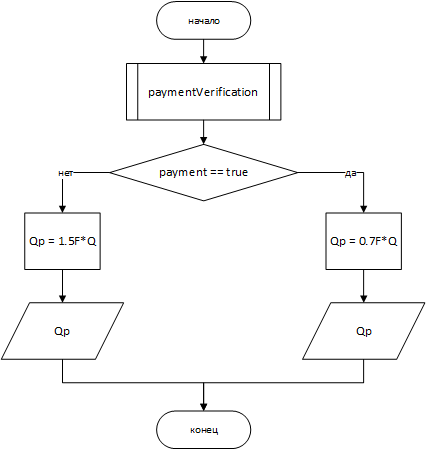 начало
paymentVerification
payment == true
нет
да
Qp = 1.5F*Q
Qp = 0.7F*Q
Qp
Qp
конец